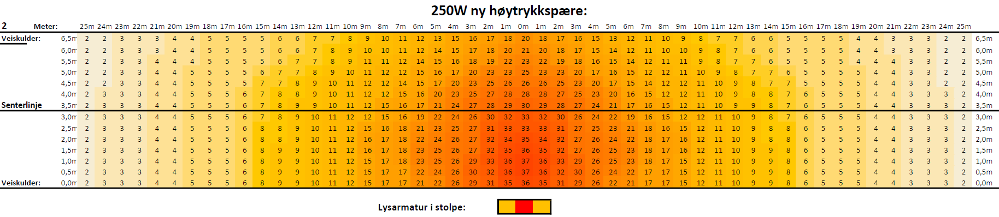 250W ny høytrykkspære:
2 Meter: 25m 24m 23m 22m 21m 20m 19m 18m 17m 16m 15m 14m 13m 12m 11m 10m 9m 8m 7m 6m 5m 4m 3m 2m 1m 0m 1m 2m 3m 4m 5m 6m 7m 8m 9m 10m 11m 12m 13m 14m 15m 16m 17m 18m 19m 20m 21m 22m 23m 24m 25m
Veiskulder: 6,5m 2 2 3 3 3 4 4 5 5 5 5 6 6 7 7 8 9 10 11 12 13 15 16 17 18 20 18 17 16 15 13 12 11 10 9 8 7 7 6 6 5 5 5 5 4 4 3 3 3 2 2 6,5m
6,0m 2 2 3 3 3 4 4 5 5 5 5 6 6 7 8 9 10 10 11 12 14 15 17 18 20 21 20 18 17 15 14 12 11 10 10 9 8 7 6 6 5 5 5 5 4 4 3 3 3 2 2 6,0m
5,5m 2 2 3 3 4 4 4 5 5 5 5 6 7 7 8 9 11 11 12 14 15 16 18 19 22 23 22 19 18 16 15 14 12 11 11 9 8 7 7 6 5 5 5 5 4 4 4 3 3 2 2 5,5m
5,0m 2 2 3 3 4 4 5 5 5 5 6 7 7 8 9 10 11 12 12 15 16 17 20 23 23 25 23 23 20 17 16 15 12 12 11 10 9 8 7 7 6 5 5 5 5 4 4 3 3 2 2 5,0m
4,5m 2 2 3 3 4 4 5 5 5 5 7 7 8 9 10 11 12 12 14 15 17 20 23 25 26 26 26 25 23 20 17 15 14 12 12 11 10 9 8 7 7 5 5 5 5 4 4 3 3 2 2 4,5m
4,0m 2 3 3 3 4 4 5 5 5 6 7 8 8 9 10 11 12 12 15 16 20 23 25 27 28 28 28 27 25 23 20 16 15 12 12 11 10 9 8 8 7 6 5 5 5 4 4 3 3 3 2 4,0m
Senterlinje 3,5m 2 3 3 3 4 4 5 5 5 6 7 8 9 9 10 11 12 15 16 17 21 24 27 28 29 30 29 28 27 24 21 17 16 15 12 11 10 9 9 8 7 6 5 5 5 4 4 3 3 3 2 3,5m
3,0m 2 3 3 3 4 4 5 5 5 6 7 8 9 10 11 12 12 15 16 19 22 24 26 30 32 33 32 30 26 24 22 19 16 15 12 12 11 10 9 8 7 6 5 5 5 4 4 3 3 3 2 3,0m
2,5m 2 3 3 3 4 4 5 5 5 6 8 8 9 10 11 12 15 16 18 21 23 25 27 31 33 33 33 31 27 25 23 21 18 16 15 12 11 10 9 8 8 6 5 5 5 4 4 3 3 3 2 2,5m
2,0m 2 3 3 3 4 4 5 5 5 6 8 8 9 10 11 12 16 17 18 22 24 26 27 32 34 35 34 32 27 26 24 22 18 17 16 12 11 10 9 8 8 6 5 5 5 4 4 3 3 3 2 2,0m
1,5m 2 3 3 3 4 4 5 5 5 6 8 9 9 10 11 12 16 17 18 23 25 26 27 32 35 36 35 32 27 26 25 23 18 17 16 12 11 10 9 9 8 6 5 5 5 4 4 3 3 3 2 1,5m
1,0m 2 3 3 3 4 4 5 5 5 6 8 9 9 10 11 12 15 17 18 23 25 26 29 33 36 37 36 33 29 26 25 23 18 17 15 12 11 10 9 9 8 6 5 5 5 4 4 3 3 3 2 1,0m
0,5m 2 3 3 3 4 4 5 5 5 6 8 9 9 10 11 12 15 17 17 22 24 26 30 32 36 37 36 32 30 26 24 22 17 17 15 12 11 10 9 9 8 6 5 5 5 4 4 3 3 3 2 0,5m
Veiskulder: 0,0m 2 3 3 3 4 4 5 5 5 6 8 9 9 10 11 12 15 17 17 21 22 26 29 31 35 36 35 31 29 26 22 21 17 17 15 12 11 10 9 9 8 6 5 5 5 4 4 3 3 3 2 0,0m
Lysarmatur i stolpe: